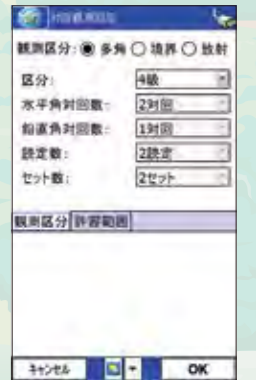 観測区分: 多角 境界 放射
区分: 4級
水平角対回数: 2対回
鉛直角対回数: 1対回
読定数: 2読定
セット数: 2セット
観測区分 許容範囲
キャンセル OK